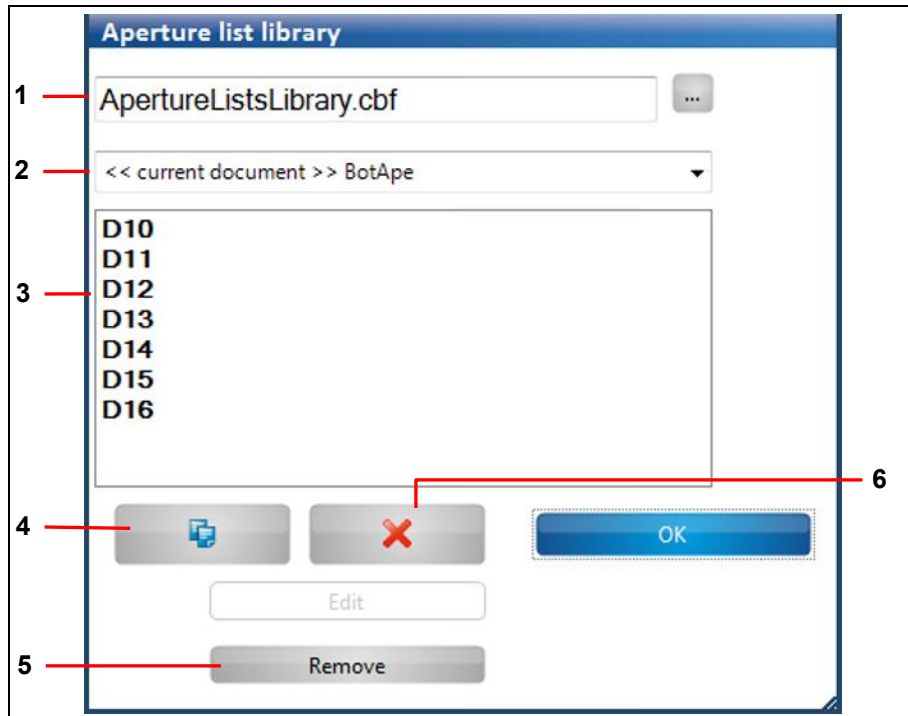 Aperture list library
1
ApertureListsLibrary.cbf
...
2
<< current document >> BotApe
3
D10
D11
D12
D13
D14
D15
D16
6
4
OK
Edit
5
Remove